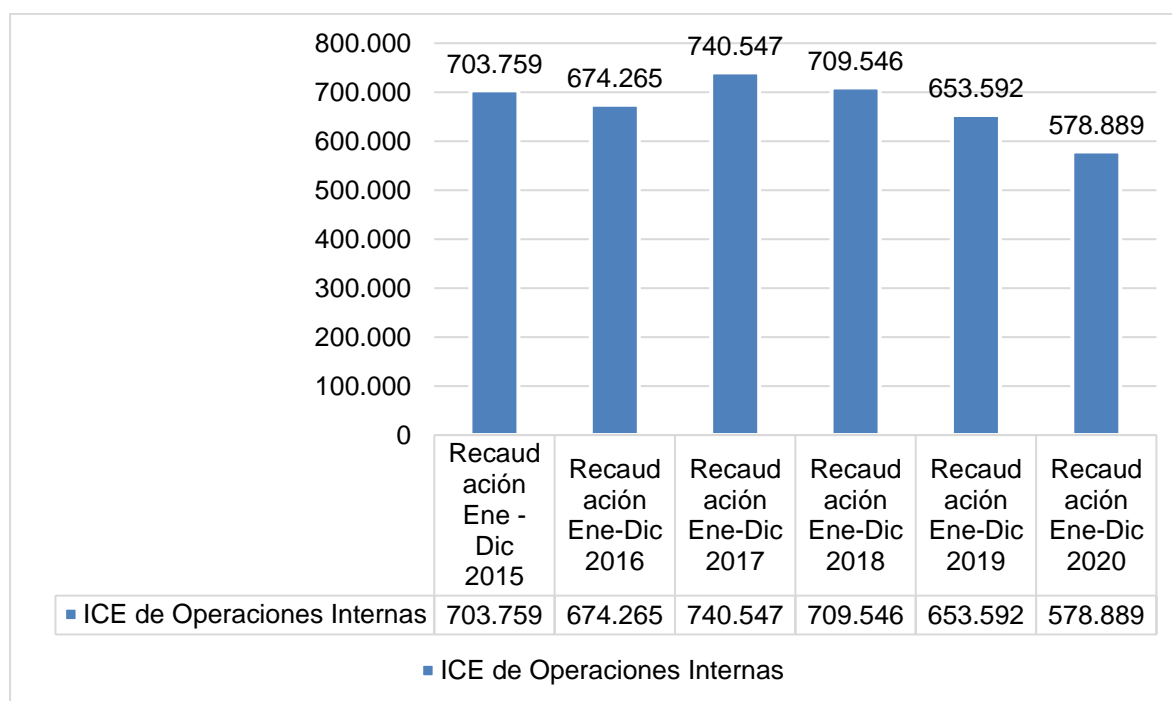 800.000
700.000
600.000
500.000
400.000
300.000
200.000
100.000
0
703.759
674.265
740.547
709.546
653.592
578.889
Recaud
ación
Ene -
Dic
2015
Recaud
ación
Ene-Dic
2016
Recaud
ación
Ene-Dic
2017
Recaud
ación
Ene-Dic
2018
Recaud
ación
Ene-Dic
2019
Recaud
ación
Ene-Dic
2020
ICE de Operaciones Internas 703.759 674.265 740.547 709.546 653.592 578.889
ICE de Operaciones Internas